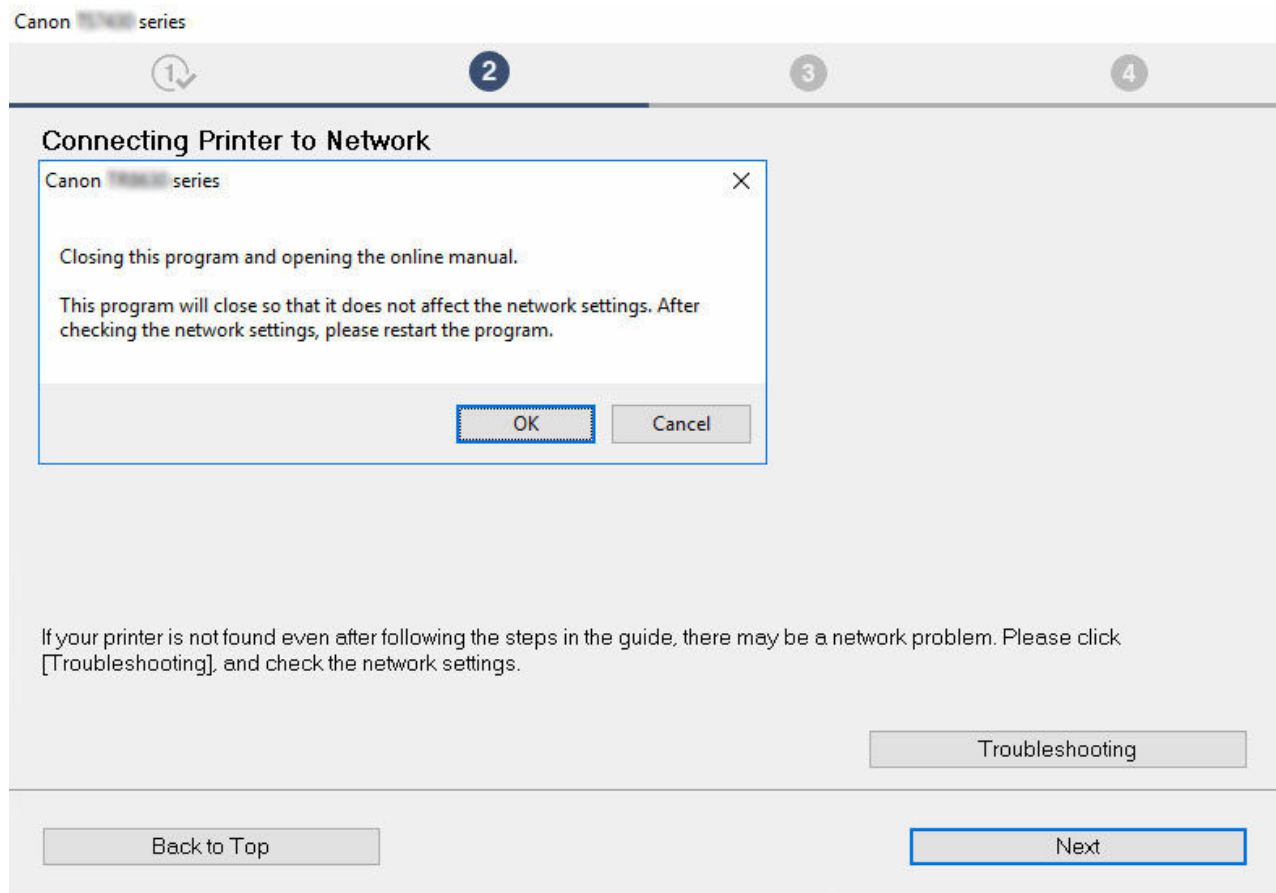 Canon series
1
2
3
4
Connecting Printer to Network
Canon series
Closing this program and opening the online manual.
This program will close so that it does not affect the network settings. After
checking the network settings, please restart the program.
OK
Cancel
If your printer is not found even after following the steps in the guide, there may be a network problem. Please click
[Troubleshooting], and check the network settings.
Troubleshooting
Back to Top
Next